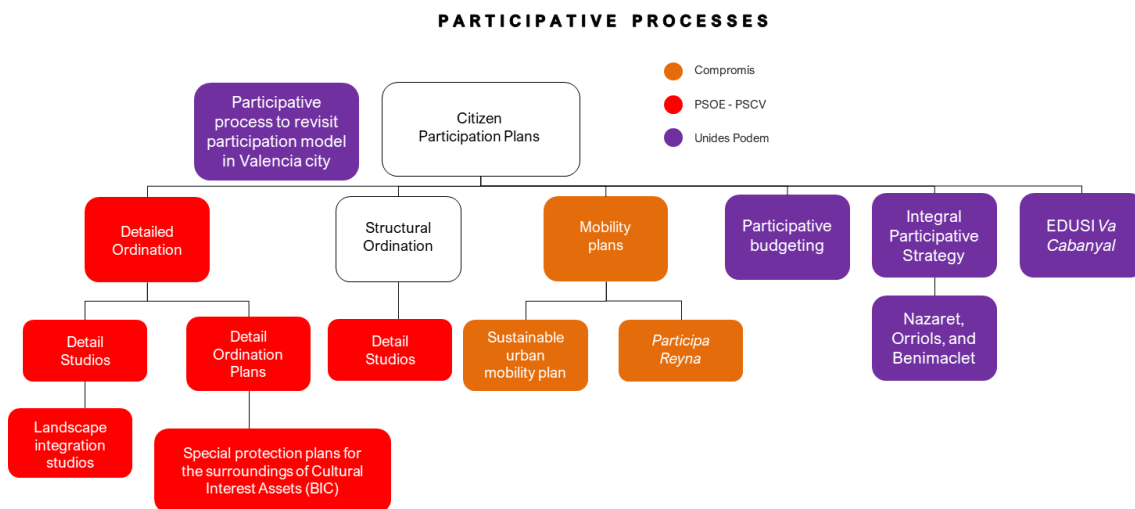 PARTICIPATIVE PROCESSES
Compromis
PSOE - PSCV
Unides Podem
Participative
process to revisit
participation model
in Valencia city
Citizen
Participation Plans
Detailed
Ordination
Structural
Ordination
Mobility
plans
Participative
budgeting
Integral
Participative
Strategy
EDUSI Va
Cabanyal
Detail
Studios
Detail
Ordination
Plans
Detail
Studios
Sustainable
urban
mobility plan
Participa
Reyna
Nazaret,
Orriols, and
Benimaclet
Landscape
integration
studios
Special protection plans for
the surroundings of Cultural
Interest Assets (BIC)